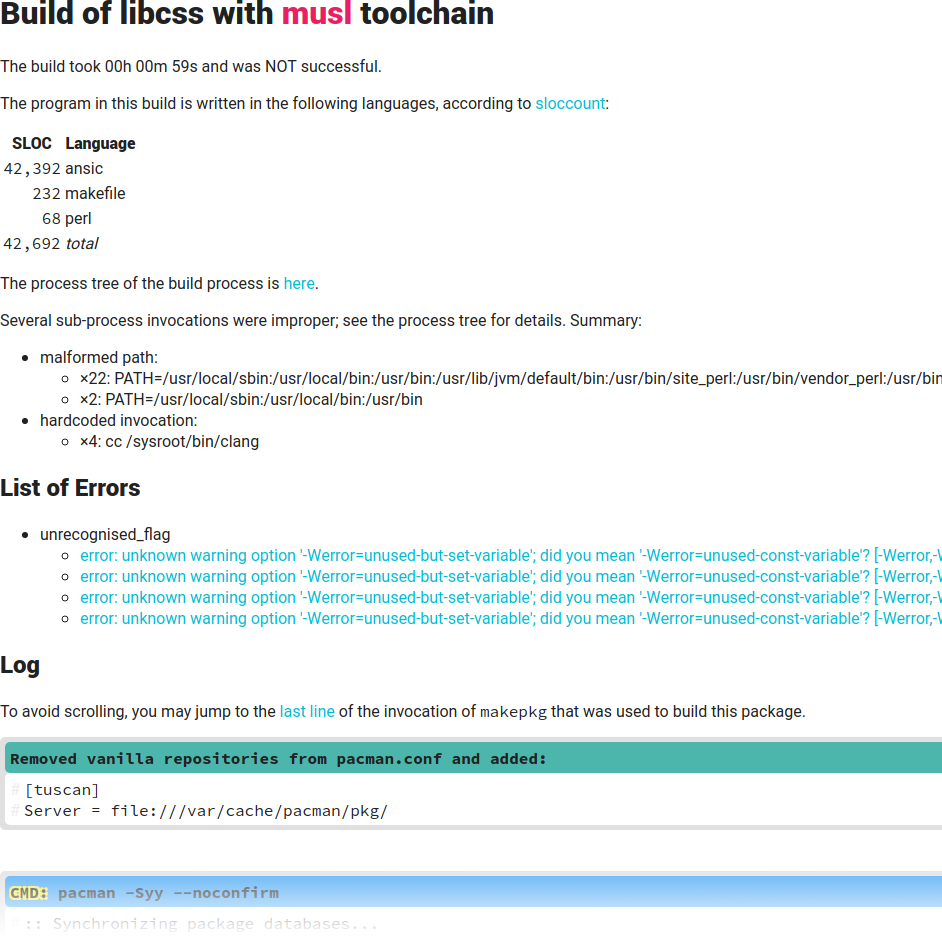 Build of libcss with musl toolchain
The build took 00h 00m 59s and was NOT successful.
The program in this build is written in the following languages, according to sloccount:
SLOC Language
42,392 ansic
232 makefile
68 perl
42,692 total
The process tree of the build process is here.
Several sub-process invocations were improper; see the process tree for details. Summary:
malformed path:
×22: PATH=/usr/local/sbin:/usr/local/bin:/usr/bin:/usr/lib/jvm/default/bin:/usr/bin/site_perl:/usr/bin/vendor_perl:/usr/bin
×2: PATH=/usr/local/sbin:/usr/local/bin:/usr/bin
hardcoded invocation:
×4: cc /sysroot/bin/clang
List of Errors
unrecognised_flag
error: unknown warning option '-Werror=unused-but-set-variable'; did you mean '-Werror=unused-const-variable'? [-Werror,-W
error: unknown warning option '-Werror=unused-but-set-variable'; did you mean '-Werror=unused-const-variable'? [-Werror,-W
error: unknown warning option '-Werror=unused-but-set-variable'; did you mean '-Werror=unused-const-variable'? [-Werror,-W
error: unknown warning option '-Werror=unused-but-set-variable'; did you mean '-Werror=unused-const-variable'? [-Werror,-W
Log
To avoid scrolling, you may jump to the last line of the invocation of makepkg that was used to build this package.
Removed vanilla repositories from pacman.conf and added:
# [tuscan]
# Server = file:///var/cache/pacman/pkg/
CMD: pacman -Syy --noconfirm
:: Synchronizing package databases...